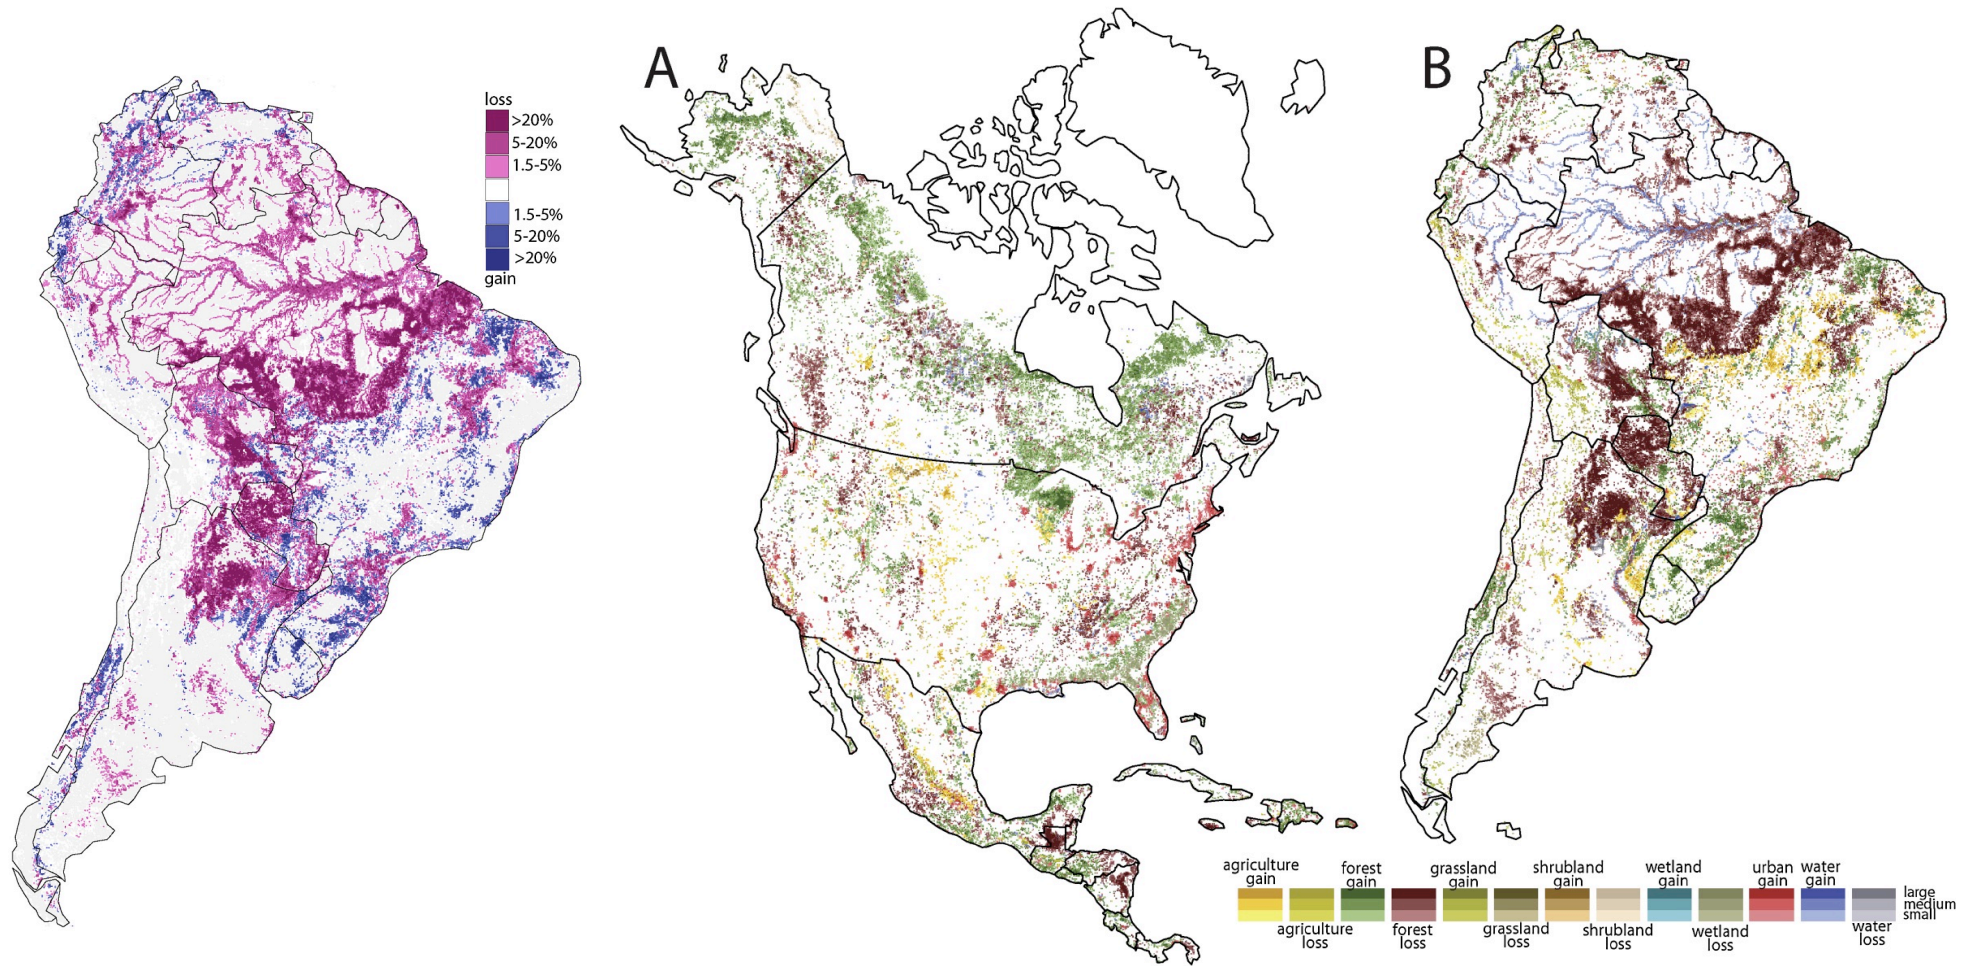 loss
>20%
5-20%
1.5-5%
1.5-5%
5-20%
>20%
gain
A
B
agriculture
gain
forest
gain
grassland
gain
shrubland
gain
wetland
gain
urban
gain
water
gain
large
medium
small
agriculture
loss
forest
loss
grassland
loss
shrubland
loss
wetland
loss
water
loss